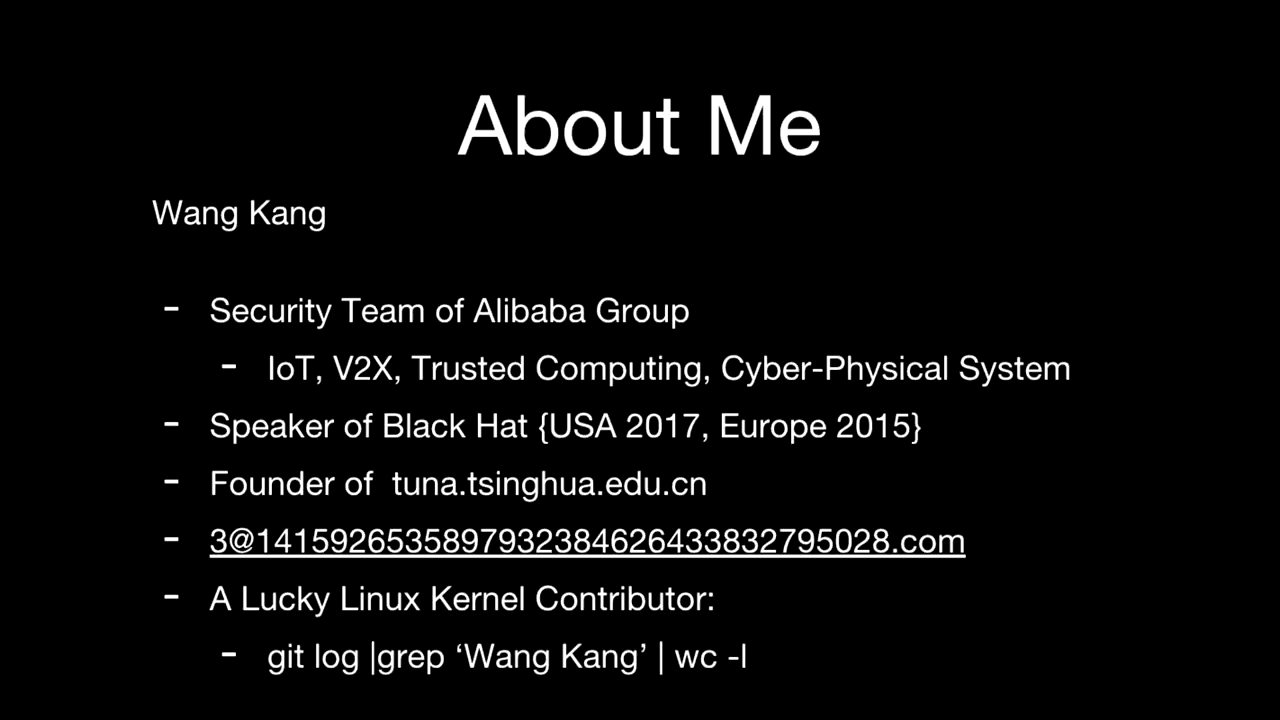 About Me
Wang Kang
- Security Team of Alibaba Group
- IoT, V2X, Trusted Computing, Cyber-Physical System
- Speaker of Black Hat {USA 2017, Europe 2015}
- Founder of  tuna.tsinghua.edu.cn
- 3@14159265358979323846264338327950​28.com
- A Lucky Linux Kernel Contributor:
- git log |grep ‘Wang Kang’ | wc -l